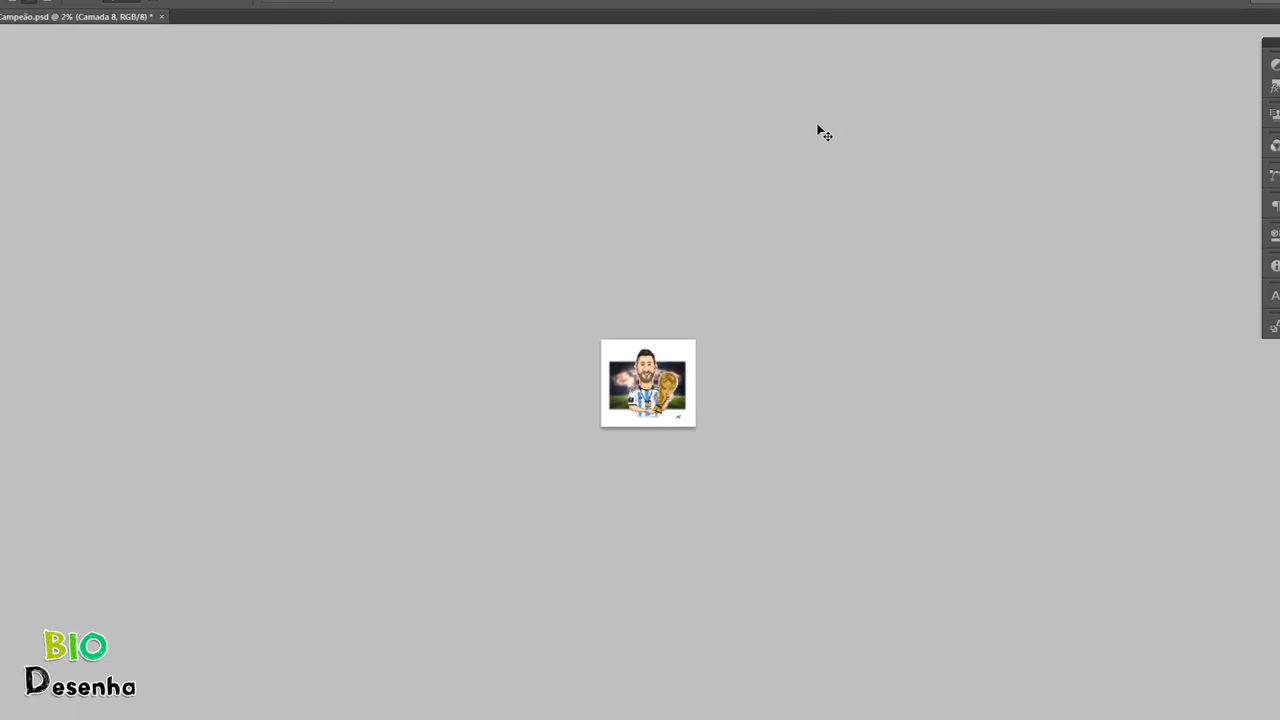 Campeão.psd @ 2% (Camada 8, RGB/8) *
BIO
Desenha